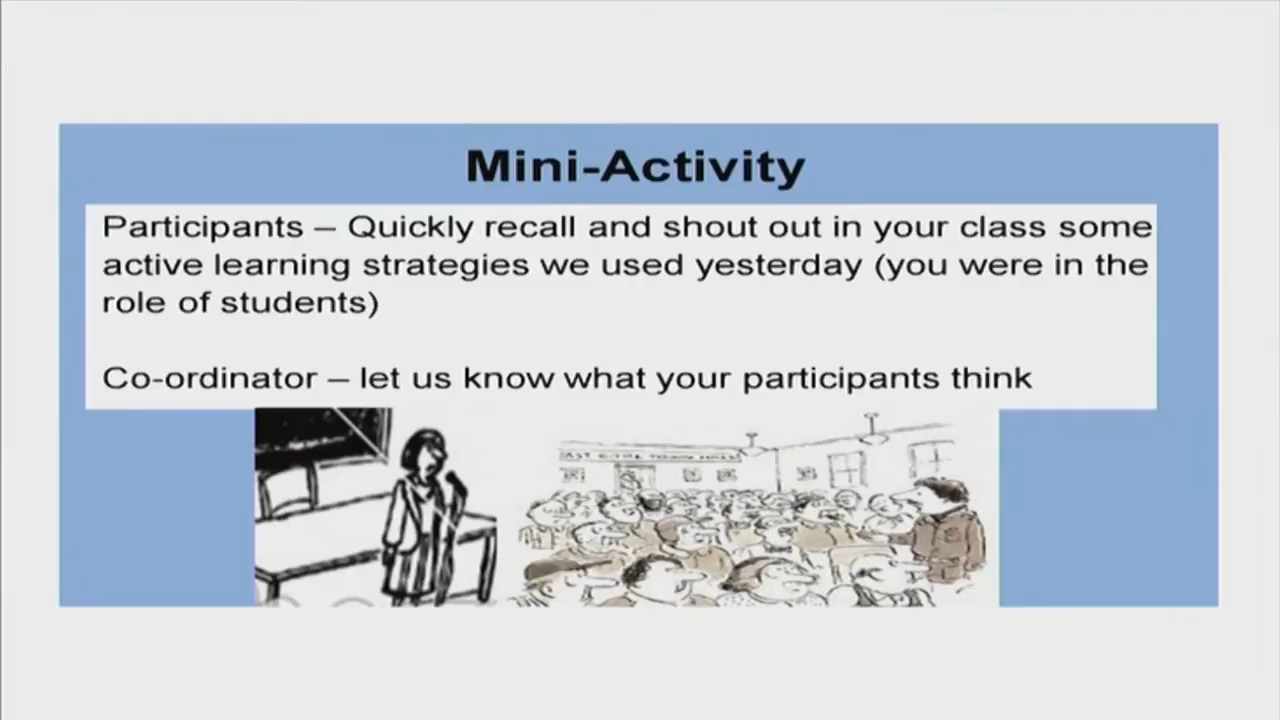 Mini-Activity
Participants – Quickly recall and shout out in your class some
active learning strategies we used yesterday (you were in the
role of students)
Co-ordinator – let us know what your participants think